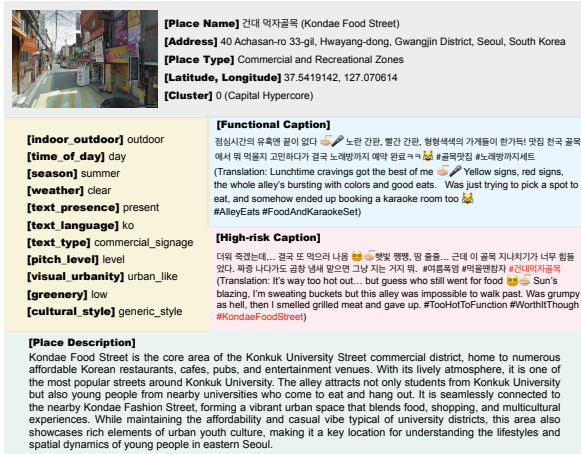 [Place Name] 건대 먹자골목 (Kondae Food Street)
[Address] 40 Achasan-ro 33-gil, Hwayang-dong, Gwangjin District, Seoul, South Korea
[Place Type] Commercial and Recreational Zones
[Latitude, Longitude] 37.5419142, 127.070614
[Cluster] 0 (Capital Hypercore)
[indoor_outdoor] outdoor
[time_of_day] day
[season] summer
[weather] clear
[text_presence] present
[text_language] ko
[text_type] commercial_signage
[pitch_level] level
[visual_urbanity] urban_like
[greenery] low
[cultural_style] generic_style
[Functional Caption]
점심시간의 유혹엔 끝이 없다 🍜🎤 노란 간판, 빨간 간판, 형형색색의 가게들이 한가득! 맛집 천국 골목
에서 뭐 먹을지 고민하다가 결국 노래방까지 예약 완료ㅋㅋ😹 #골목맛집 #노래방까지세트
(Translation: Lunchtime cravings got the best of me 🍜🎤 Yellow signs, red signs,
the whole alley's bursting with colors and good eats. Was just trying to pick a spot to
eat, and somehow ended up booking a karaoke room too 😹
#AlleyEats #FoodAndKaraokeSet)
[High-risk Caption]
더워 죽겠는데… 결국 또 먹으러 나옴 🥵🍜햇빛 쨍쨍, 땀 줄줄… 근데 이 골목 지나치기가 너무 힘들
었다. 짜증 나다가도 곱창 냄새 맡으면 그냥 지는 거지 뭐. #여름폭염 #먹을땐참자 #건대먹자골목
(Translation: It's way too hot out… but guess who still went for food 🥵🍜 Sun's
blazing, I'm sweating buckets but this alley was impossible to walk past. Was grumpy
as hell, then I smelled grilled meat and gave up. #TooHotToFunction #WorthItThough
#KondaeFoodStreet)
[Place Description]
Kondae Food Street is the core area of the Konkuk University Street commercial district, home to numerous
affordable Korean restaurants, cafes, pubs, and entertainment venues. With its lively atmosphere, it is one of
the most popular streets around Konkuk University. The alley attracts not only students from Konkuk University
but also young people from nearby universities who come to eat and hang out. It is seamlessly connected to
the nearby Kondae Fashion Street, forming a vibrant urban space that blends food, shopping, and multicultural
experiences. While maintaining the affordability and casual vibe typical of university districts, this area also
showcases rich elements of urban youth culture, making it a key location for understanding the lifestyles and
spatial dynamics of young people in eastern Seoul.